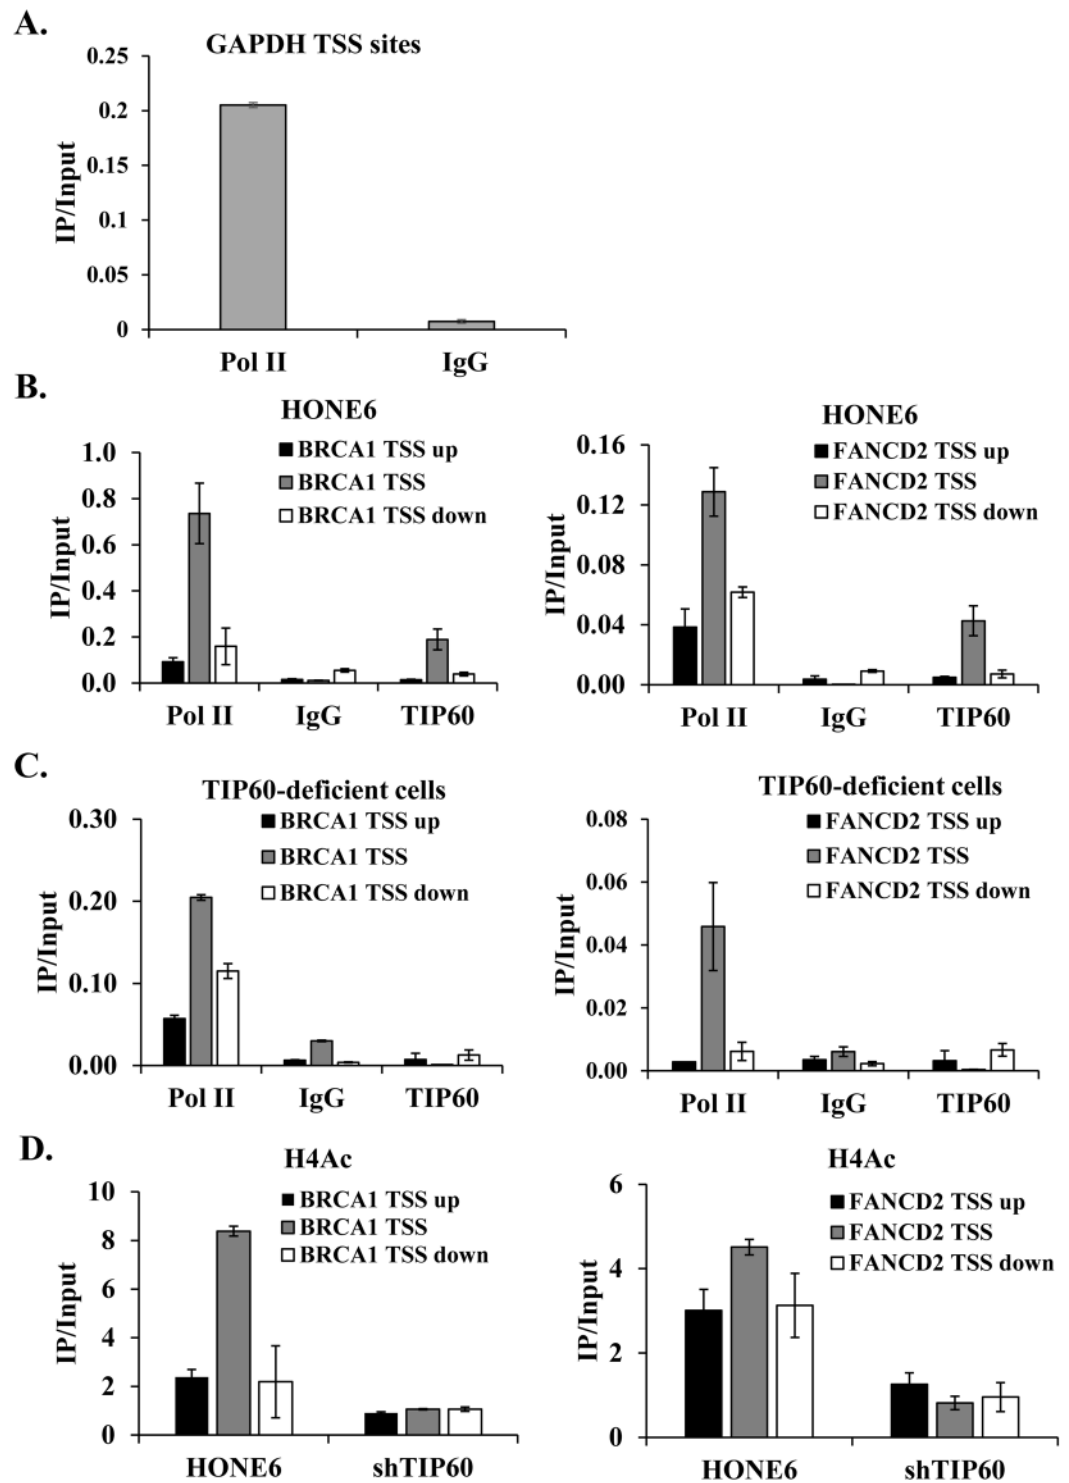 A.
GAPDH TSS sites
0.25
0.2
0.15
0.1
0.05
0
IP/Input
Pol II IgG
B.
HONE6
BRCA1 TSS up
BRCA1 TSS
BRCA1 TSS down
1.0
0.8
0.6
0.4
0.2
0.0
IP/Input
Pol II IgG TIP60
HONE6
FANCD2 TSS up
FANCD2 TSS
FANCD2 TSS down
0.16
0.12
0.08
0.04
0.00
IP/Input
Pol II IgG TIP60
C.
TIP60-deficient cells
BRCA1 TSS up
BRCA1 TSS
BRCA1 TSS down
0.30
0.20
0.10
0.00
IP/Input
Pol II IgG TIP60
TIP60-deficient cells
FANCD2 TSS up
FANCD2 TSS
FANCD2 TSS down
0.08
0.06
0.04
0.02
0.00
IP/Input
Pol II IgG TIP60
D.
H4Ac
BRCA1 TSS up
BRCA1 TSS
BRCA1 TSS down
10
8
6
4
2
0
IP/Input
HONE6 shTIP60
H4Ac
FANCD2 TSS up
FANCD2 TSS
FANCD2 TSS down
6
4
2
0
IP/Input
HONE6 shTIP60